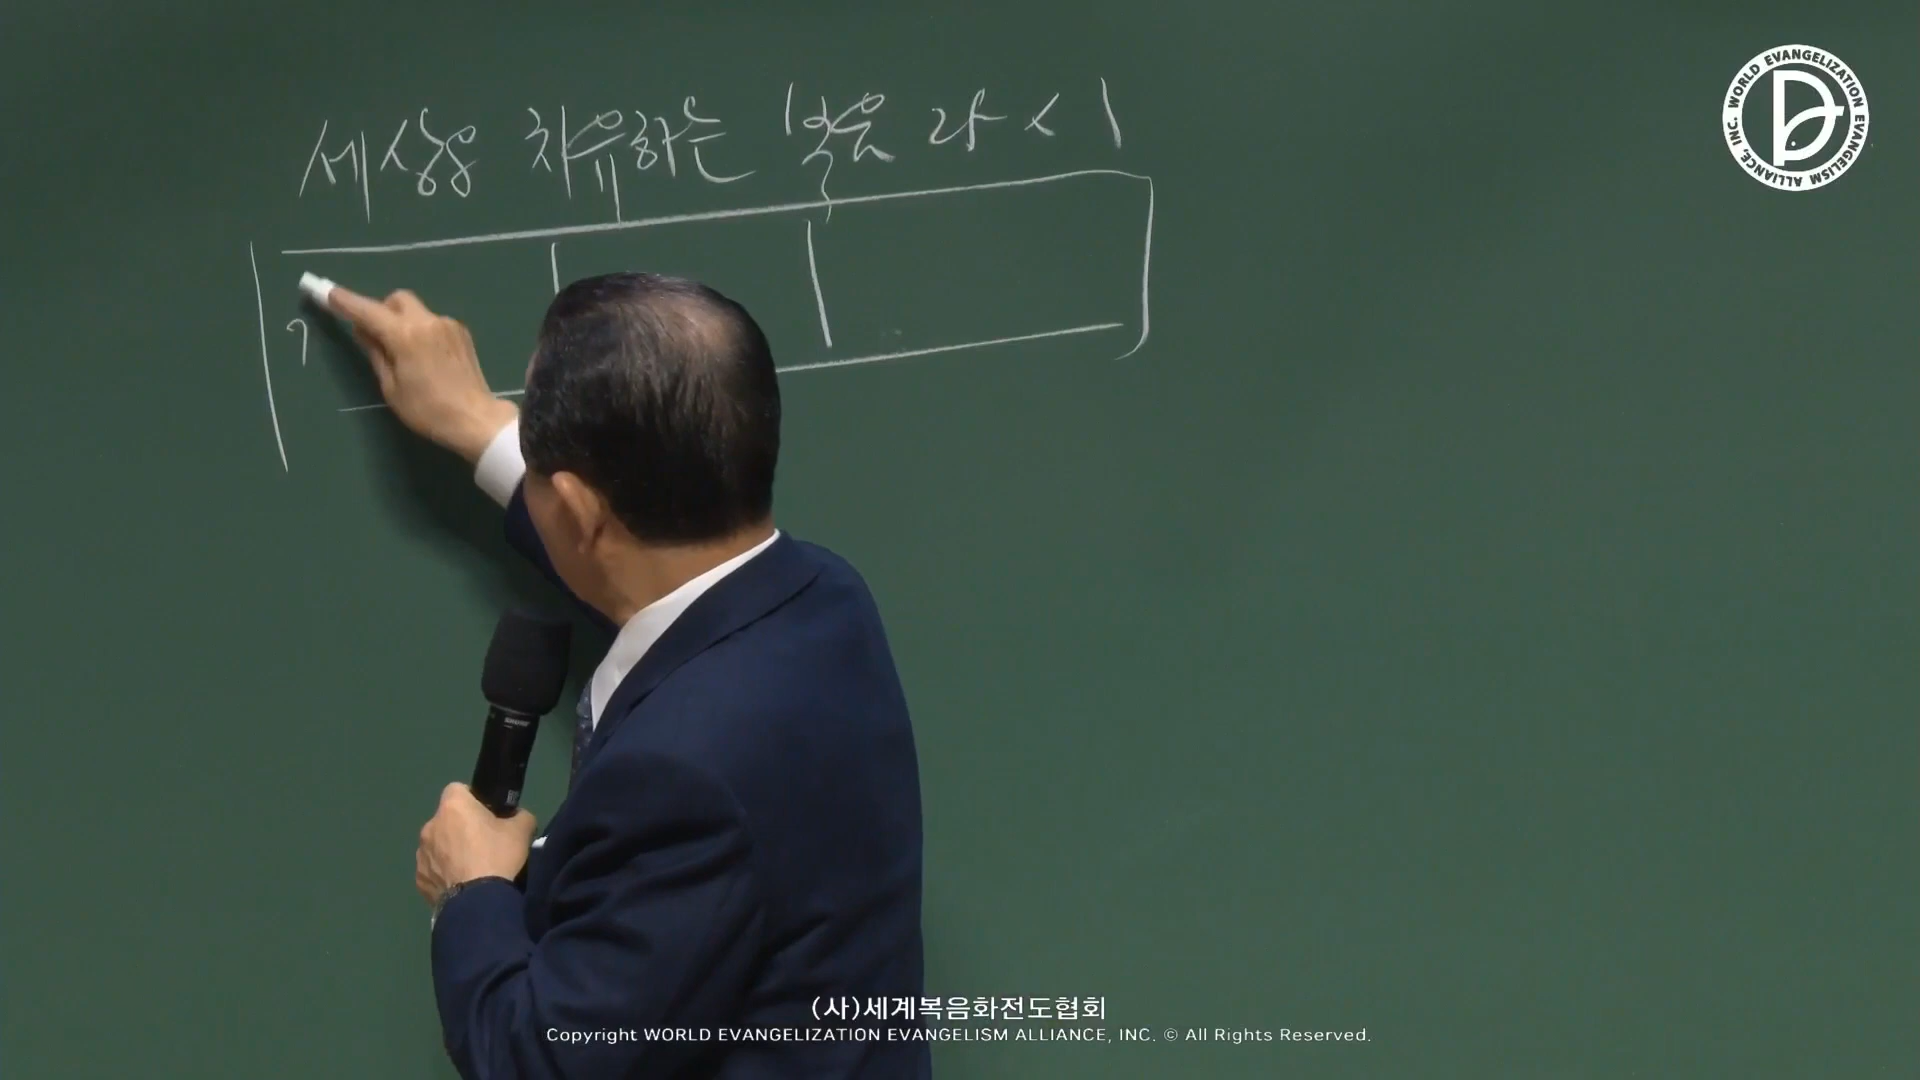 세상을 치유하는 복음
WORLD EVANGELIZATION EVANGELISM ALLIANCE, INC.
SHURE
(사)세계복음화전도협회
Copyright WORLD EVANGELIZATION EVANGELISM ALLIANCE, INC. © All Rights Reserved.